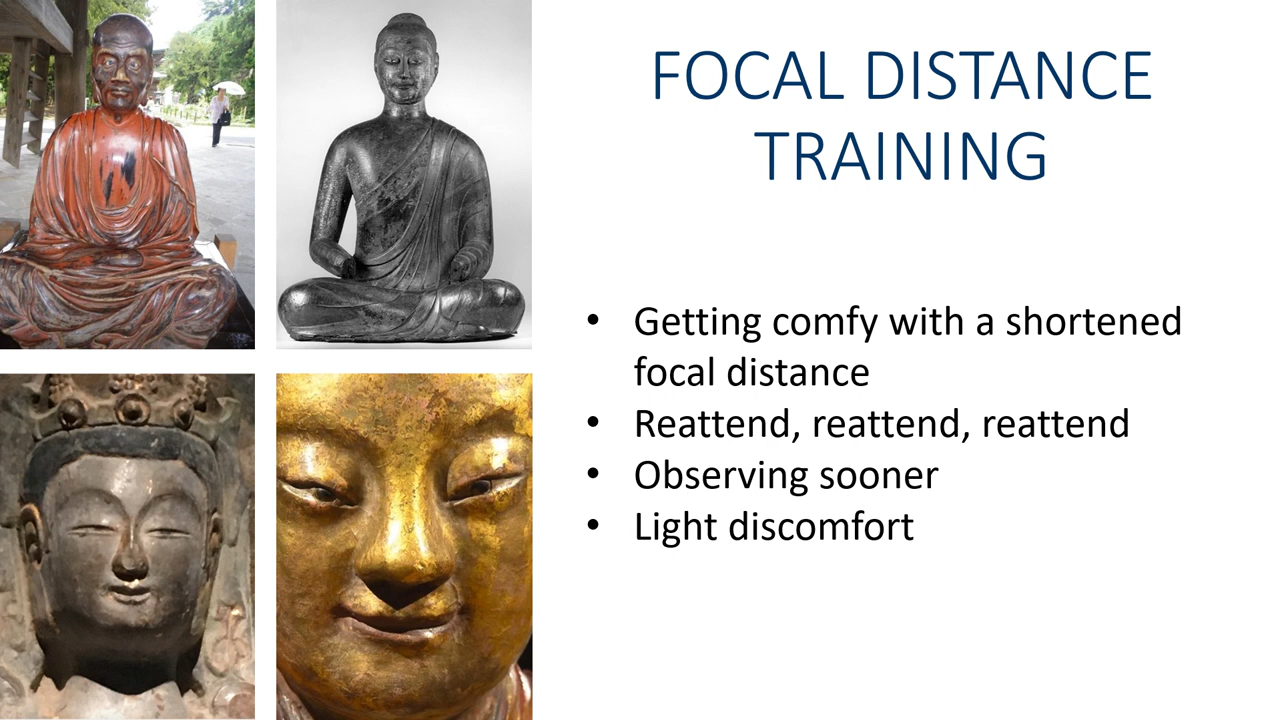 FOCAL DISTANCE
TRAINING
• Getting comfy with a shortened
focal distance
• Reattend, reattend, reattend
• Observing sooner
• Light discomfort